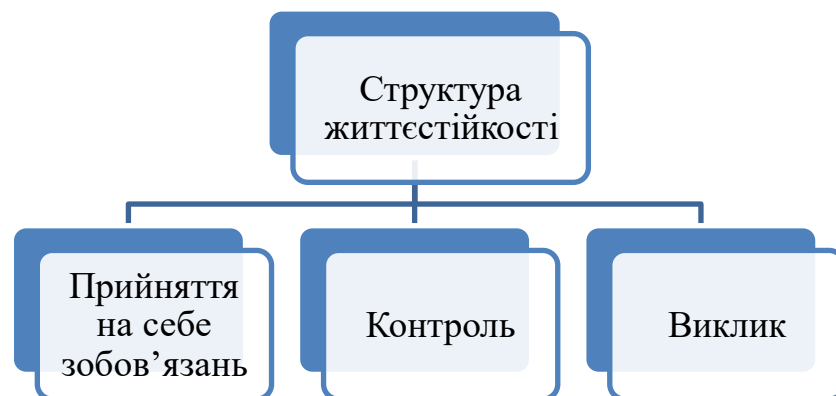 Структура
життєстійкості
Прийняття
на себе
зобов’язань
Контроль
Виклик